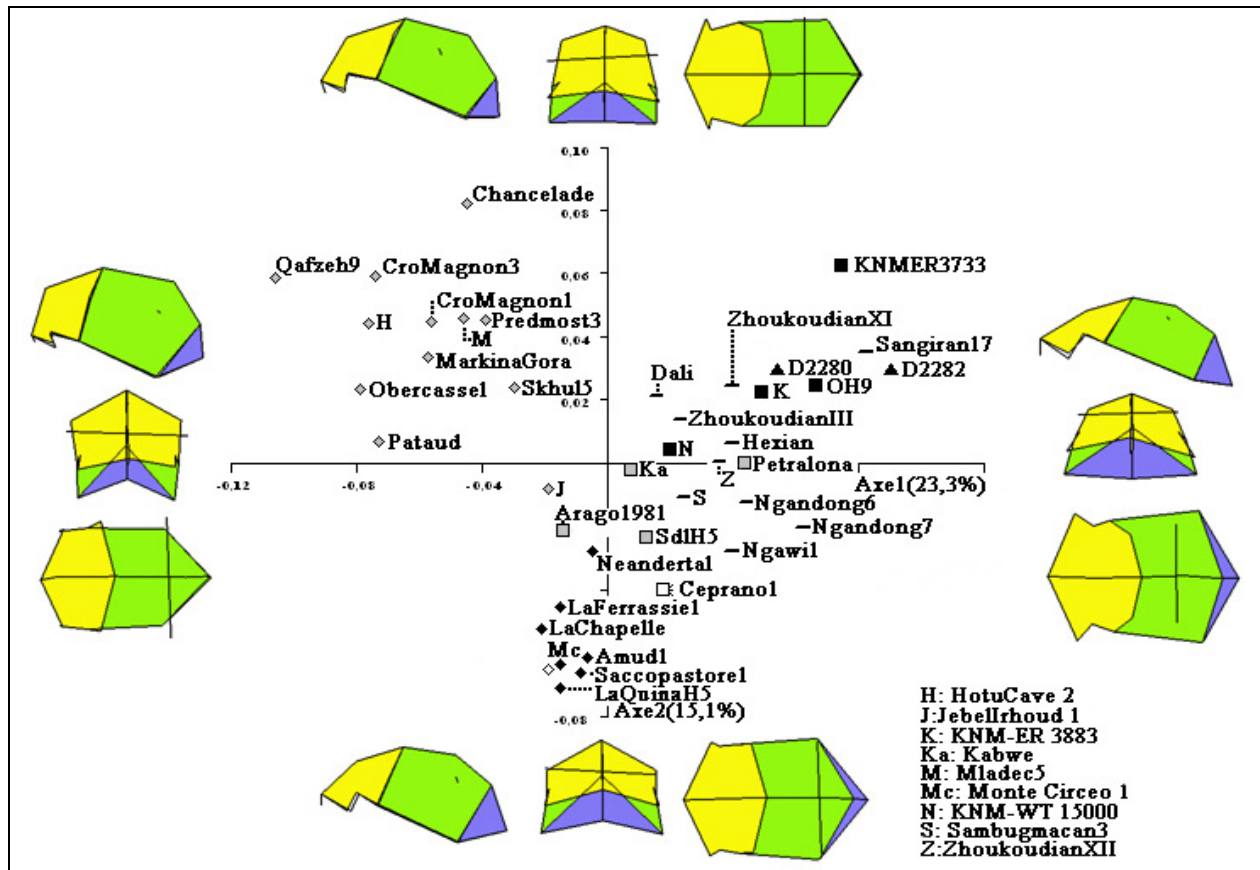 0,10
Chancelade
0,08
Qafzeh9
CroMagnon3
0,06
KNMER3733
CroMagnon1
H
Predmost3
ZhoukoudianXI
M
0,04
Sangiran17
MarkinaGora
Dali
D2280
D2282
Obercassel
Skhul5
K
OH9
0,02
ZhoukoudianIII
Pataud
N
Hexian
Ka
Petralona
-0.12
-0,08
-0,04
Z
Axe1(23,3%)
J
S
Ngandong6
Arago1981
Ngandong7
SdlH5
Ngawi1
Neandertal
Ceprano1
LaFerrassie1
LaChapelle
Mc
Amud1
Saccopastore1
LaQuinaH5
-0,08
Axe2(15,1%)
H: HotuCave 2
J:JebelIrhoud 1
K: KNM-ER 3883
Ka: Kabwe
M: Mladec5
Mc: Monte Circeo 1
N: KNM-WT 15000
S: Sambugmacan3
Z:ZhoukoudianXII